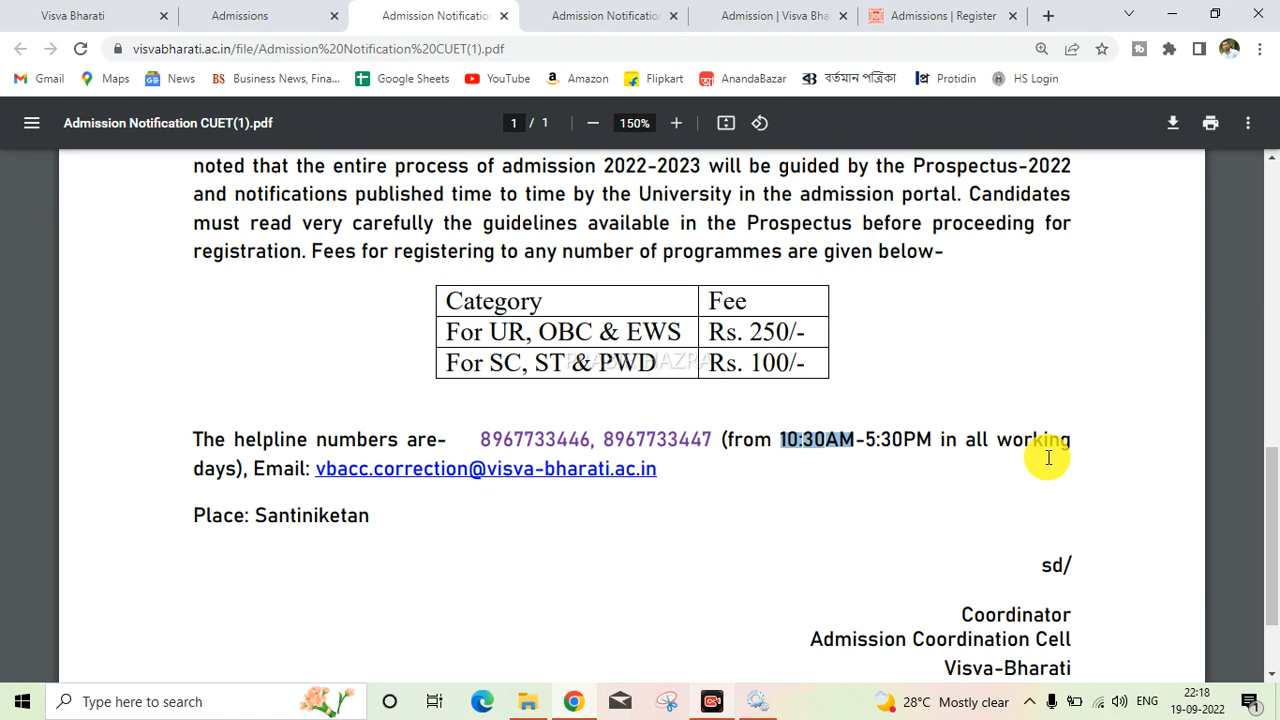 Visva Bharati
Admissions
Admission Notificatio
Admission Notificatio
Admission | Visva Bha
Admissions | Register
visvabharati.ac.in/file/Admission%20Notification%20CUET(1).pdf
Gmail
Maps
News
BS Business News, Fina...
Google Sheets
YouTube
Amazon
Flipkart
AnandaBazar
বর্তমান পত্রিকা
Protidin
HS Login
Admission Notification CUET(1).pdf
1 / 1
150%
noted that the entire process of admission 2022-2023 will be guided by the Prospectus-2022
and notifications published time to time by the University in the admission portal. Candidates
must read very carefully the guidelines available in the Prospectus before proceeding for
registration. Fees for registering to any number of programmes are given below-
Category Fee
For UR, OBC & EWS Rs. 250/-
For SC, ST & PWD Rs. 100/-
The helpline numbers are- 8967733446, 8967733447 (from 10:30AM-5:30PM in all working
days), Email: vbacc.correction@visva-bharati.ac.in
Place: Santiniketan
sd/
Coordinator
Admission Coordination Cell
Visva-Bharati
Type here to search
28°C Mostly clear
ENG
22:18
19-09-2022